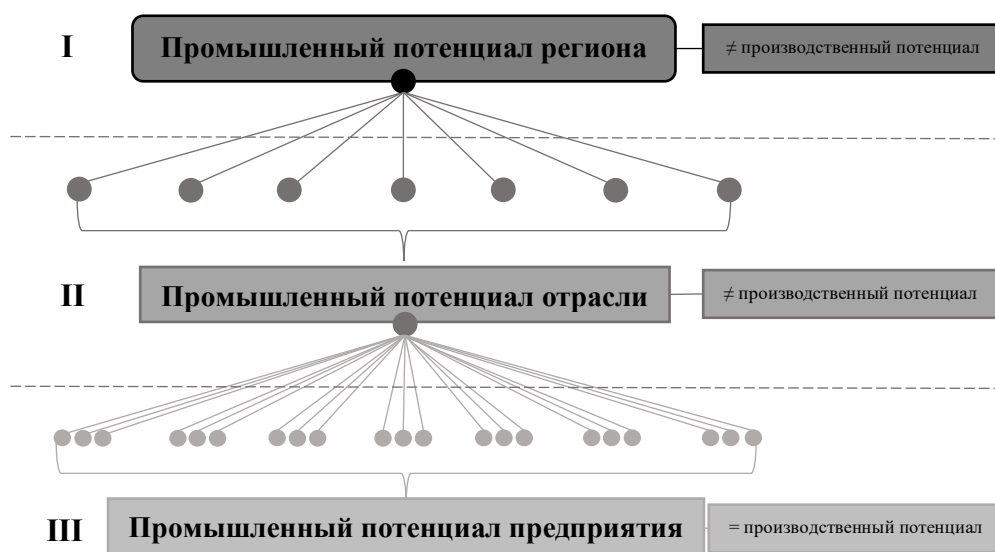 I
Промышленный потенциал региона
≠ производственный потенциал
II
Промышленный потенциал отрасли
≠ производственный потенциал
III
Промышленный потенциал предприятия
= производственный потенциал